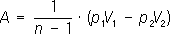 A = 1/(n − 1) · (p₁V₁ − p₂V₂)